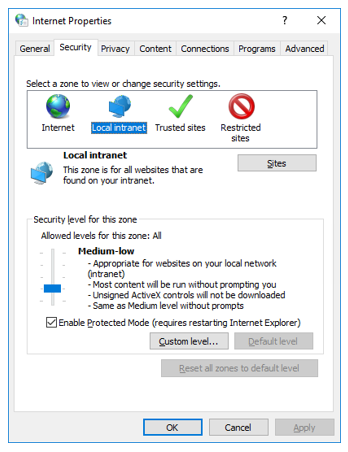 Internet Properties
General Security Privacy Content Connections Programs Advanced
Select a zone to view or change security settings.
Internet Local intranet Trusted sites Restricted
sites
Local intranet
This zone is for all websites that are
found on your intranet.
Sites
Security level for this zone
Allowed levels for this zone: All
Medium-low
- Appropriate for websites on your local network
(intranet)
- Most content will be run without prompting you
- Unsigned ActiveX controls will not be downloaded
- Same as Medium level without prompts
Enable Protected Mode (requires restarting Internet Explorer)
Custom level... Default level
Reset all zones to default level
OK Cancel Apply